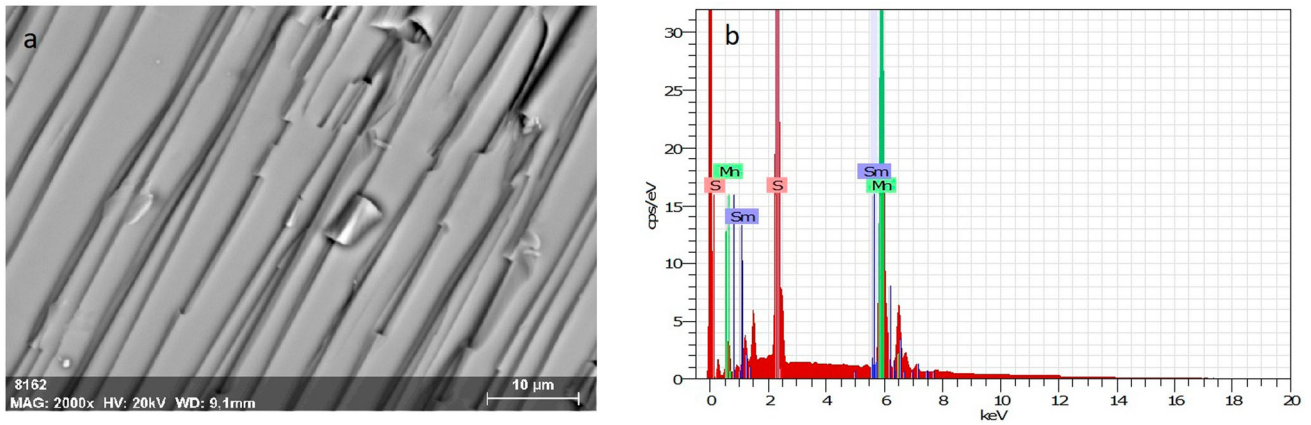 a
8162
10 µm
MAG: 2000x HV: 20kV WD: 9.1mm
b
30
25
20
15
10
5
0
cps/eV
Mn
S
Sm
S
Sm
Mn
0 2 4 6 8 10 12 14 16 18 20
keV